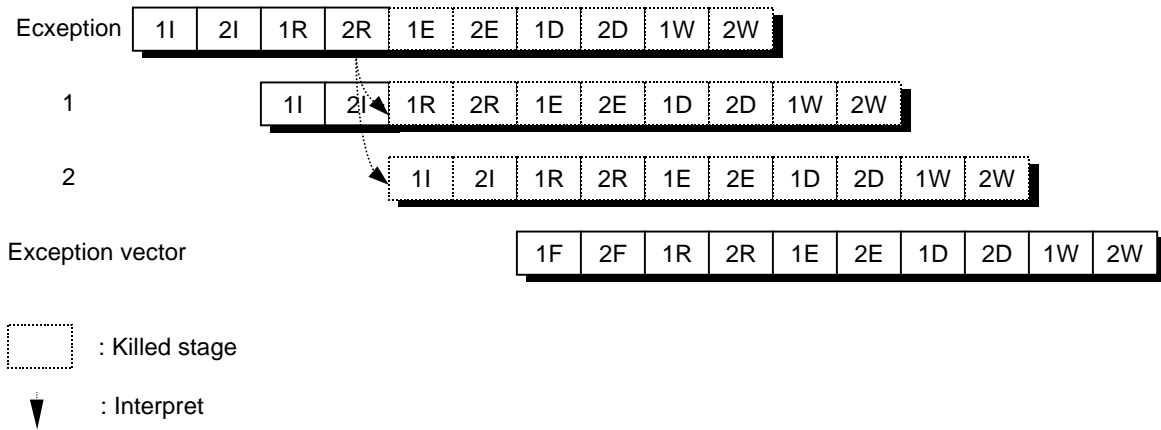 Ecxeption 1I 2I 1R 2R 1E 2E 1D 2D 1W 2W
1 1I 2I 1R 2R 1E 2E 1D 2D 1W 2W
2 1I 2I 1R 2R 1E 2E 1D 2D 1W 2W
Exception vector 1F 2F 1R 2R 1E 2E 1D 2D 1W 2W
: Killed stage
: Interpret